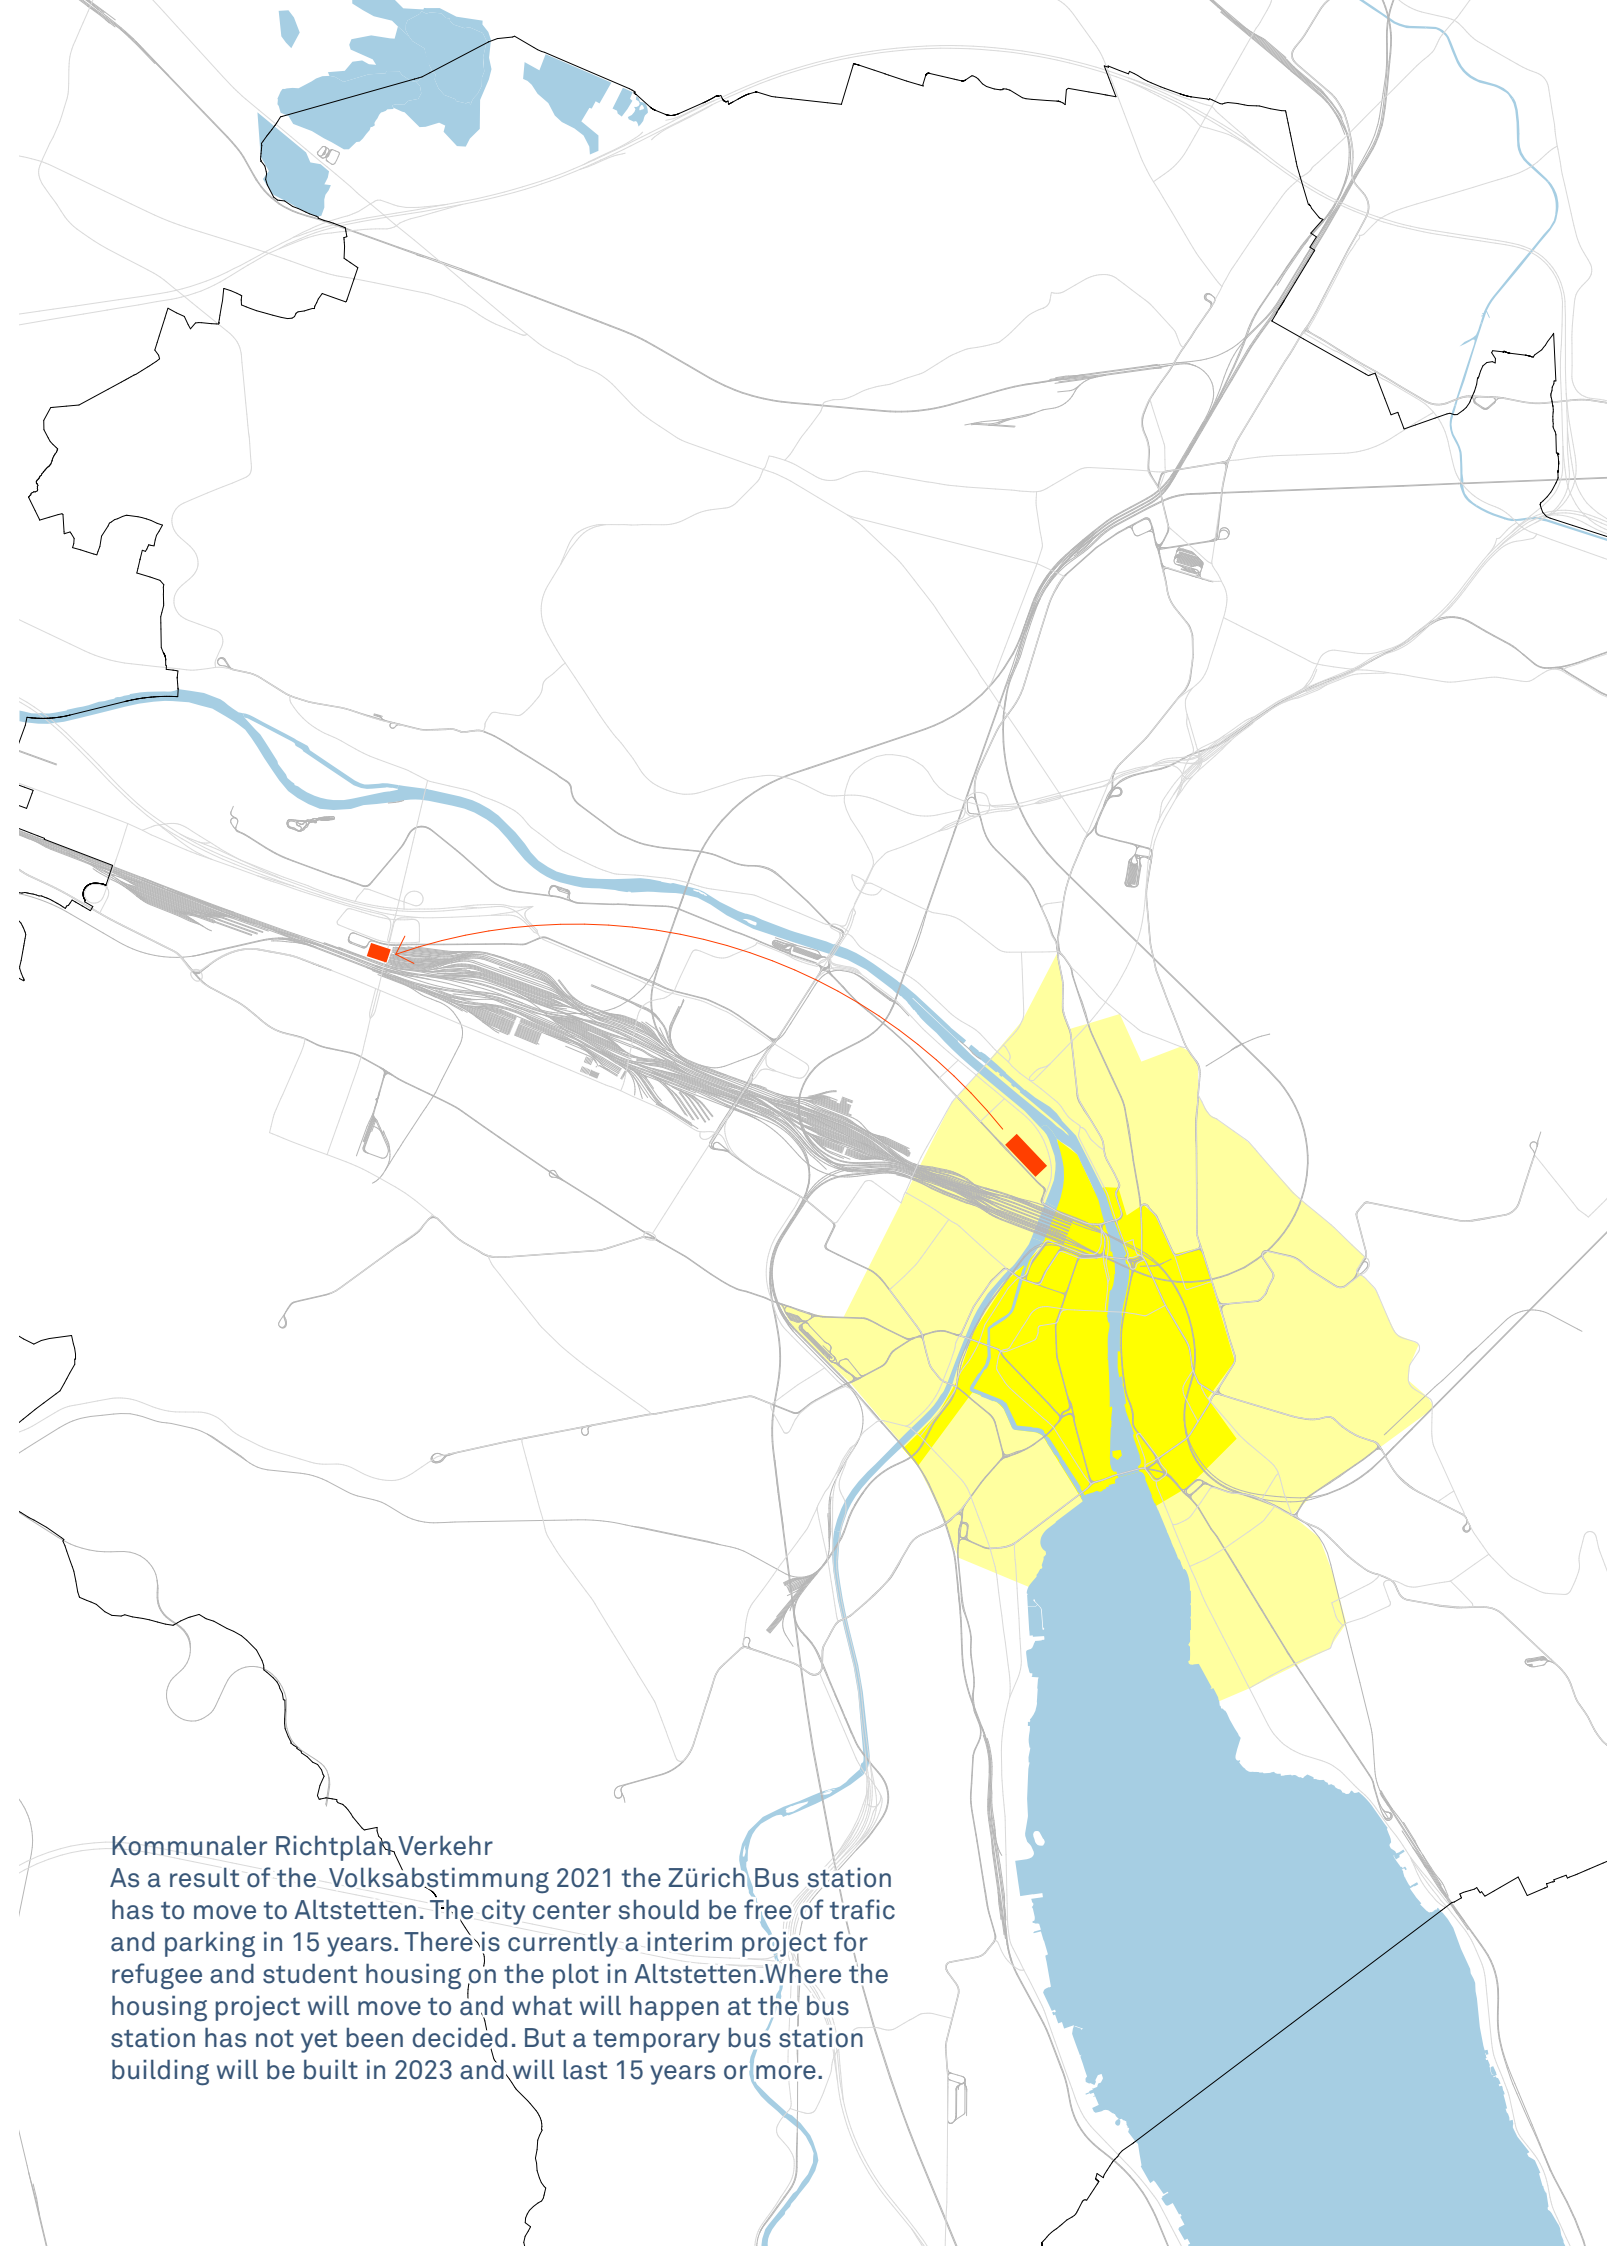 Kommunaler Richtplan Verkehr
As a result of the Volksabstimmung 2021 the Zürich Bus station
has to move to Altstetten. The city center should be free of trafic
and parking in 15 years. There is currently a interim project for
refugee and student housing on the plot in Altstetten.Where the
housing project will move to and what will happen at the bus
station has not yet been decided. But a temporary bus station
building will be built in 2023 and will last 15 years or more.